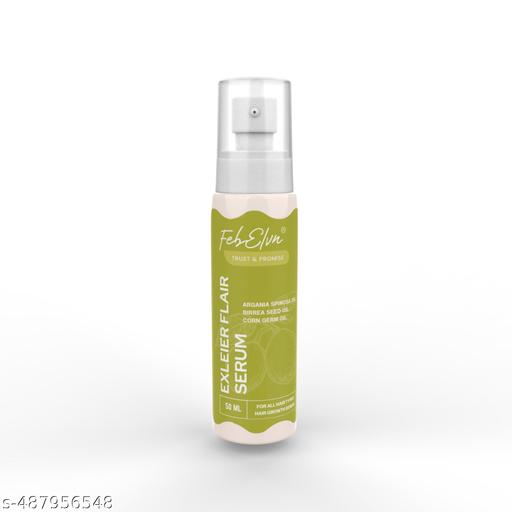 FebElvn®
TRUST & PROMISE
ARGANIA SPINOSA OIL
BIRREA SEED OIL
CORN GERM OIL
EXLEIER FLAIR
SERUM
50 ML
FOR ALL HAIR TYPES
HAIR GROWTH SERUM
s-487956548